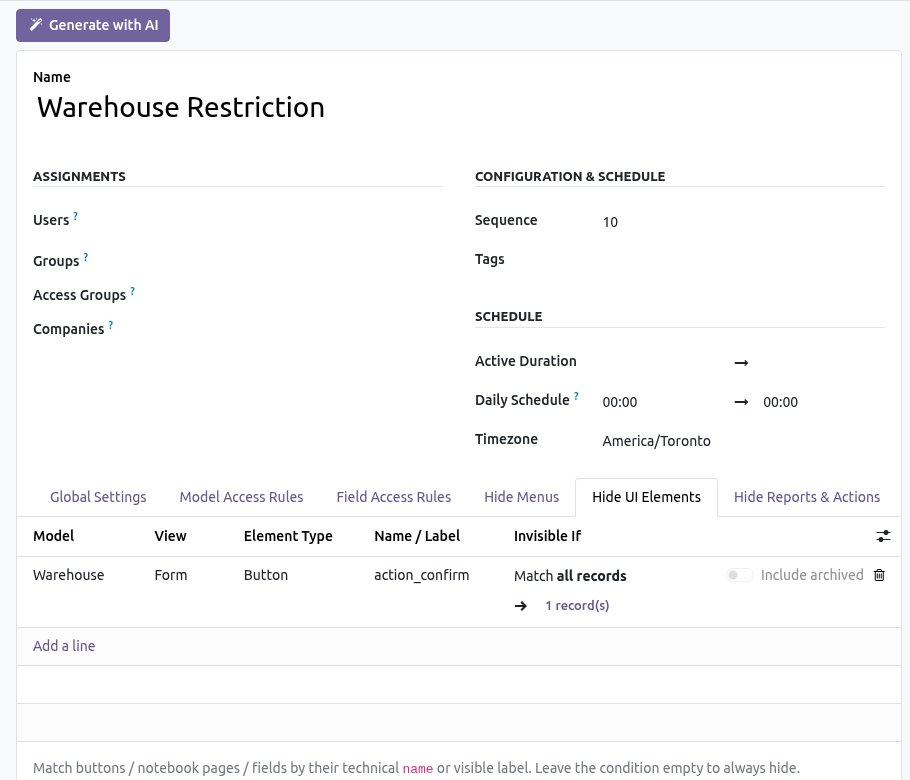 Generate with AI
Name
Warehouse Restriction
ASSIGNMENTS
Users ?
Groups ?
Access Groups ?
Companies ?
CONFIGURATION & SCHEDULE
Sequence 10
Tags
SCHEDULE
Active Duration →
Daily Schedule ? 00:00 → 00:00
Timezone America/Toronto
Global Settings Model Access Rules Field Access Rules Hide Menus Hide UI Elements Hide Reports & Actions
Model View Element Type Name / Label Invisible If
Warehouse Form Button action_confirm Match all records Include archived
→ 1 record(s)
Add a line
Match buttons / notebook pages / fields by their technical name or visible label. Leave the condition empty to always hide.